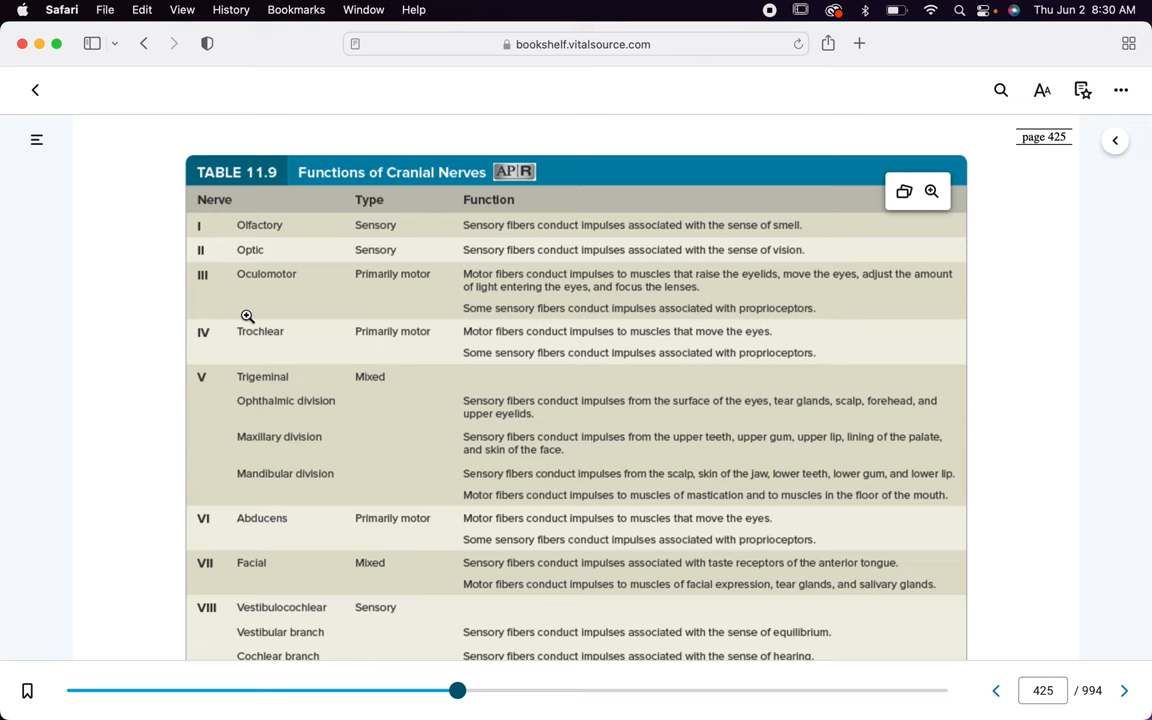 Safari File Edit View History Bookmarks Window Help Thu Jun 2 8:30 AM
bookshelf.vitalsource.com
AA
page 425
TABLE 11.9 Functions of Cranial Nerves AP|R
Nerve Type Function
I Olfactory Sensory Sensory fibers conduct impulses associated with the sense of smell.
II Optic Sensory Sensory fibers conduct impulses associated with the sense of vision.
III Oculomotor Primarily motor Motor fibers conduct impulses to muscles that raise the eyelids, move the eyes, adjust the amount
of light entering the eyes, and focus the lenses.
Some sensory fibers conduct impulses associated with proprioceptors.
IV Trochlear Primarily motor Motor fibers conduct impulses to muscles that move the eyes.
Some sensory fibers conduct impulses associated with proprioceptors.
V Trigeminal Mixed
Ophthalmic division Sensory fibers conduct impulses from the surface of the eyes, tear glands, scalp, forehead, and
upper eyelids.
Maxillary division Sensory fibers conduct impulses from the upper teeth, upper gum, upper lip, lining of the palate,
and skin of the face.
Mandibular division Sensory fibers conduct impulses from the scalp, skin of the jaw, lower teeth, lower gum, and lower lip.
Motor fibers conduct impulses to muscles of mastication and to muscles in the floor of the mouth.
VI Abducens Primarily motor Motor fibers conduct impulses to muscles that move the eyes.
Some sensory fibers conduct impulses associated with proprioceptors.
VII Facial Mixed Sensory fibers conduct impulses associated with taste receptors of the anterior tongue.
Motor fibers conduct impulses to muscles of facial expression, tear glands, and salivary glands.
VIII Vestibulocochlear Sensory
Vestibular branch Sensory fibers conduct impulses associated with the sense of equilibrium.
Cochlear branch Sensory fibers conduct impulses associated with the sense of hearing.
425 / 994